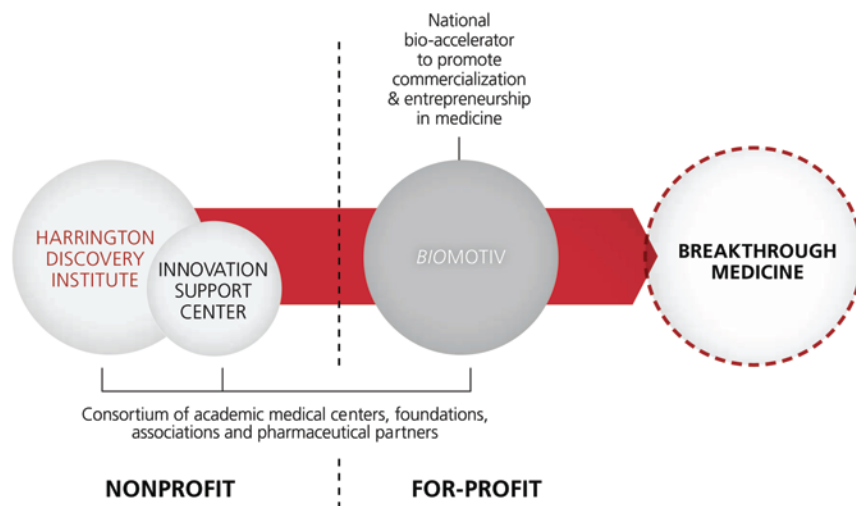 National
bio-accelerator
to promote
commercialization
& entrepreneurship
in medicine
HARRINGTON
DISCOVERY
INSTITUTE
INNOVATION
SUPPORT
CENTER
BIOMOTIV
BREAKTHROUGH
MEDICINE
Consortium of academic medical centers, foundations,
associations and pharmaceutical partners
NONPROFIT
FOR-PROFIT